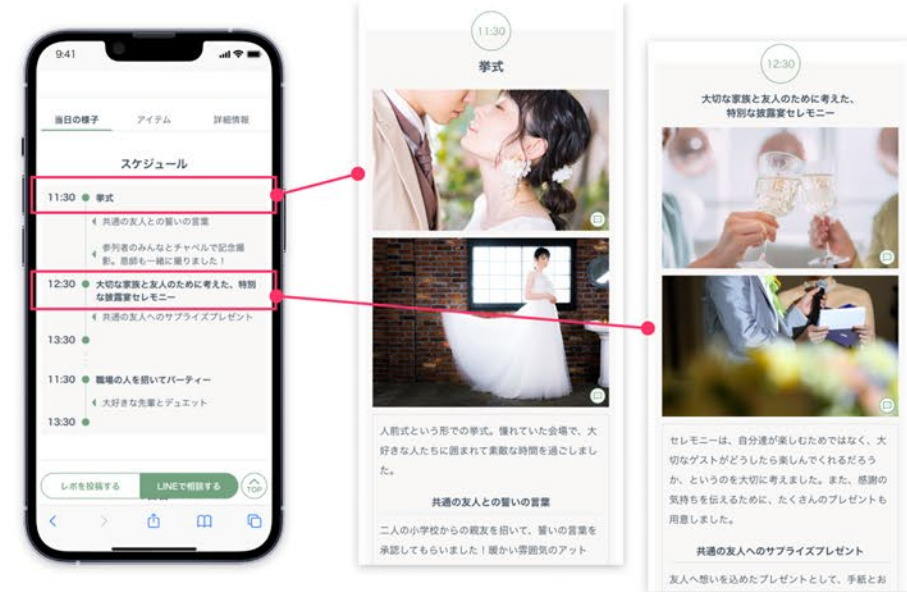 9:41
当日の様子
アイテム
詳細情報
スケジュール
11:30
挙式
共通の友人との誓いの言葉
参列者のみんなとチャペルで記念撮
影。恩師も一緒に撮りました！
12:30
大切な家族と友人のために考えた、特別
な披露宴セレモニー
共通の友人へのサプライズプレゼント
13:30
11:30
職場の人を招いてパーティー
大好きな先輩とデュエット
13:30
レポを投稿する
LINEで相談する
TOP
11:30
挙式
人前式という形での挙式。憧れていた会場で、大
好きな人たちに囲まれて素敵な時間を過ごしまし
た。
共通の友人との誓いの言葉
二人の小学校からの親友を招いて、誓いの言葉を
承認してもらいました！暖かい雰囲気のアット
12:30
大切な家族と友人のために考えた、
特別な披露宴セレモニー
セレモニーは、自分達が楽しむためではなく、大
切なゲストがどうしたら楽しんでくれるだろう
か、というのを大切に考えました。また、感謝の
気持ちを伝えるために、たくさんのプレゼントも
用意しました。
共通の友人へのサプライズプレゼント
友人へ想いを込めたプレゼントとして、手紙とお